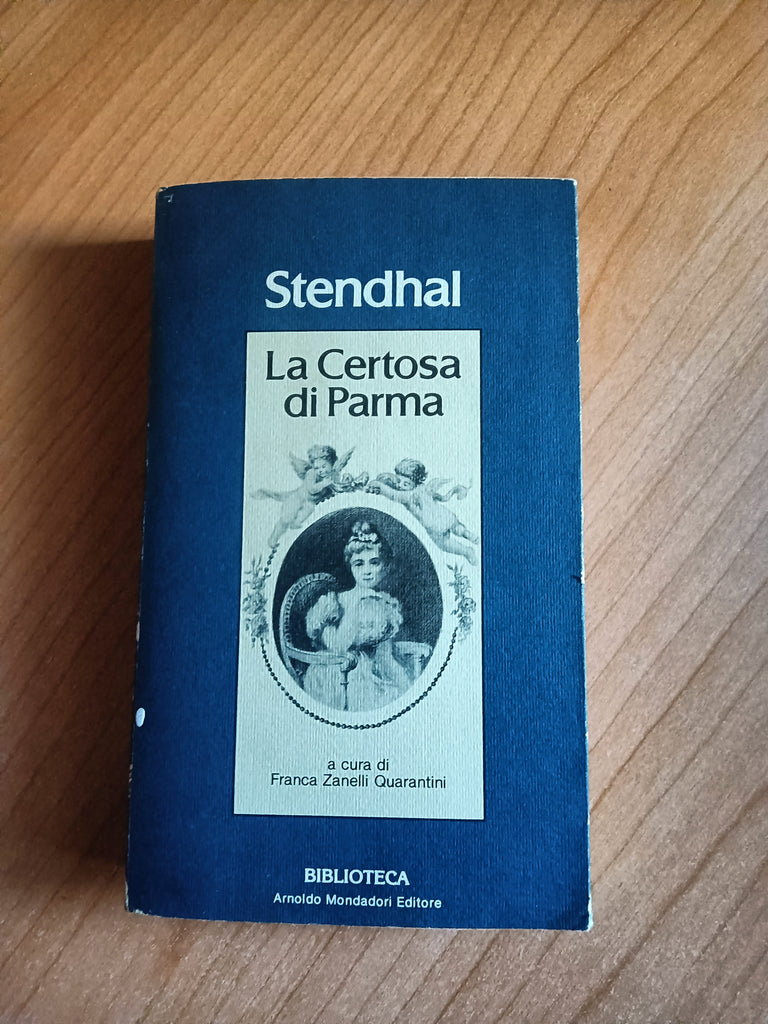 Stendhal
La Certosa
di Parma
a cura di
Franca Zanelli Quarantini
BIBLIOTECA
Arnoldo Mondadori Editore